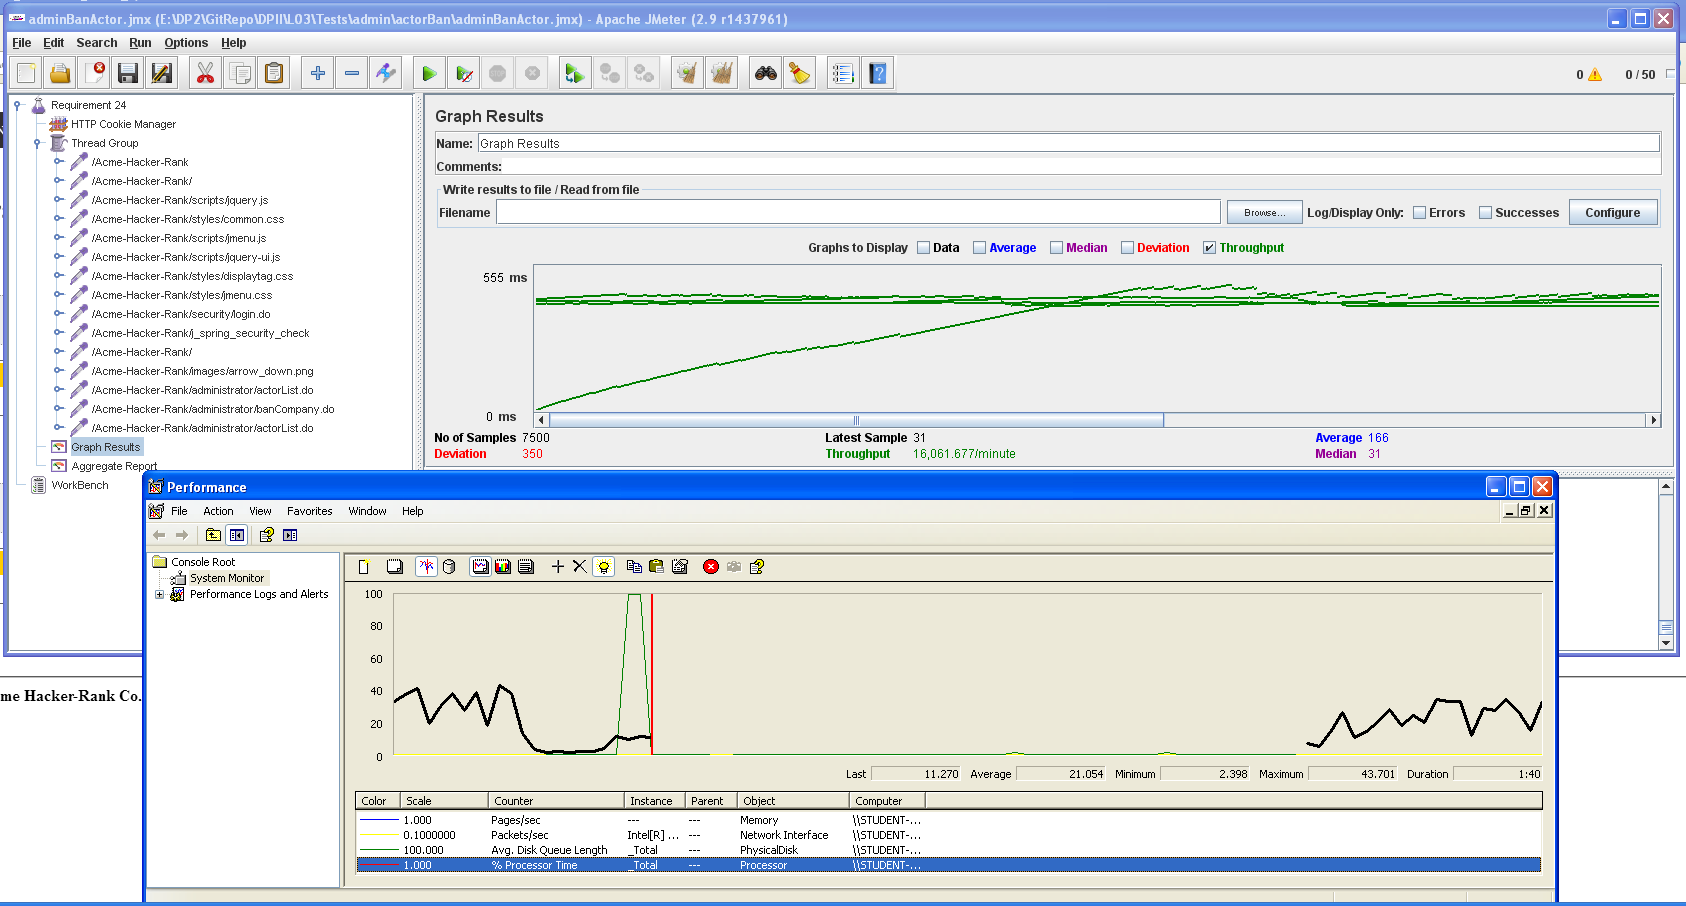 adminBanActor.jmx (E:\DP2\GitRepo\DPII\LO3\Tests\admin\actorBan\adminBanActor.jmx) - Apache JMeter (2.9 r1437961)
File Edit Search Run Options Help
0 0 / 50
Requirement 24
HTTP Cookie Manager
Thread Group
/Acme-Hacker-Rank
/Acme-Hacker-Rank/
/Acme-Hacker-Rank/scripts/jquery.js
/Acme-Hacker-Rank/styles/common.css
/Acme-Hacker-Rank/scripts/jmenu.js
/Acme-Hacker-Rank/scripts/jquery-ui.js
/Acme-Hacker-Rank/styles/displaytag.css
/Acme-Hacker-Rank/styles/jmenu.css
/Acme-Hacker-Rank/security/login.do
/Acme-Hacker-Rank/j_spring_security_check
/Acme-Hacker-Rank/
/Acme-Hacker-Rank/images/arrow_down.png
/Acme-Hacker-Rank/administrator/actorList.do
/Acme-Hacker-Rank/administrator/banCompany.do
/Acme-Hacker-Rank/administrator/actorList.do
Graph Results
Aggregate Report
WorkBench
Graph Results
Name: Graph Results
Comments:
Write results to file / Read from file
Filename Browse... Log/Display Only: Errors Successes Configure
Graphs to Display Data Average Median Deviation Throughput
555 ms
0 ms
No of Samples 7500 Latest Sample 31 Average 166
Deviation 350 Throughput 16,061.677/minute Median 31
me Hacker-Rank Co.
Performance
File Action View Favorites Window Help
Console Root
System Monitor
Performance Logs and Alerts
100
80
60
40
20
0
Last 11.270 Average 21.054 Minimum 2.398 Maximum 43.701 Duration 1:40
Color Scale Counter Instance Parent Object Computer
1.000 Pages/sec --- --- Memory \\STUDENT-...
0.1000000 Packets/sec Intel[R] ... --- Network Interface \\STUDENT-...
100.000 Avg. Disk Queue Length _Total --- PhysicalDisk \\STUDENT-...
1.000 % Processor Time _Total --- Processor \\STUDENT-...